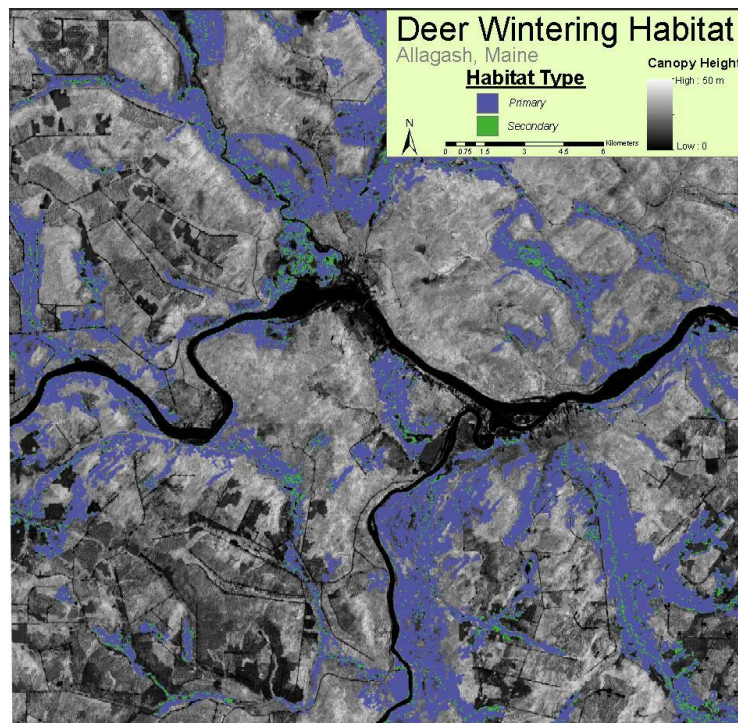 Deer Wintering Habitat
Allagash, Maine
Habitat Type
Primary
Secondary
Canopy Height
High : 50 m
Low : 0
N
Kilometers
0 0.75 1.5 3 4.5 6